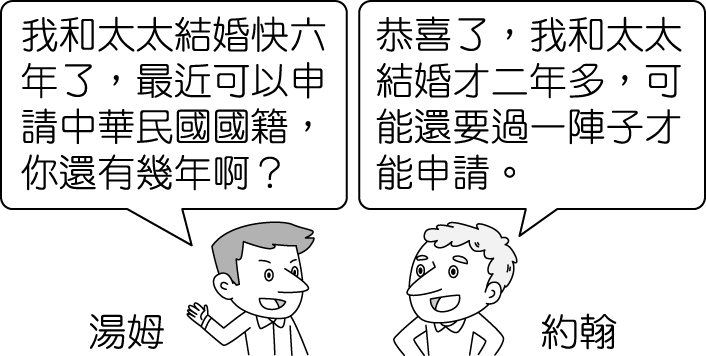 我和太太結婚快六
年了，最近可以申
請中華民國國籍，
你還有幾年啊？
恭喜了，我和太太
結婚才二年多，可
能還要過一陣子才
能申請。
湯姆
約翰